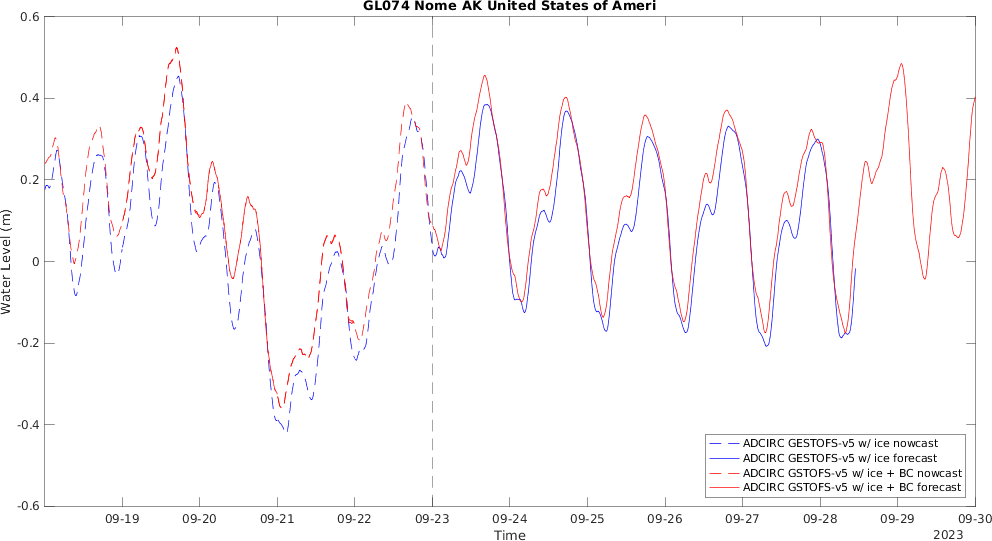 GL074 Nome AK United States of Ameri
Water Level (m)
0.6
0.4
0.2
0
-0.2
-0.4
-0.6
09-19 09-20 09-21 09-22 09-23 09-24 09-25 09-26 09-27 09-28 09-29 09-30
Time
2023
ADCIRC GESTOFS-v5 w/ ice nowcast
ADCIRC GESTOFS-v5 w/ ice forecast
ADCIRC GSTOFS-v5 w/ ice + BC nowcast
ADCIRC GSTOFS-v5 w/ ice + BC forecast